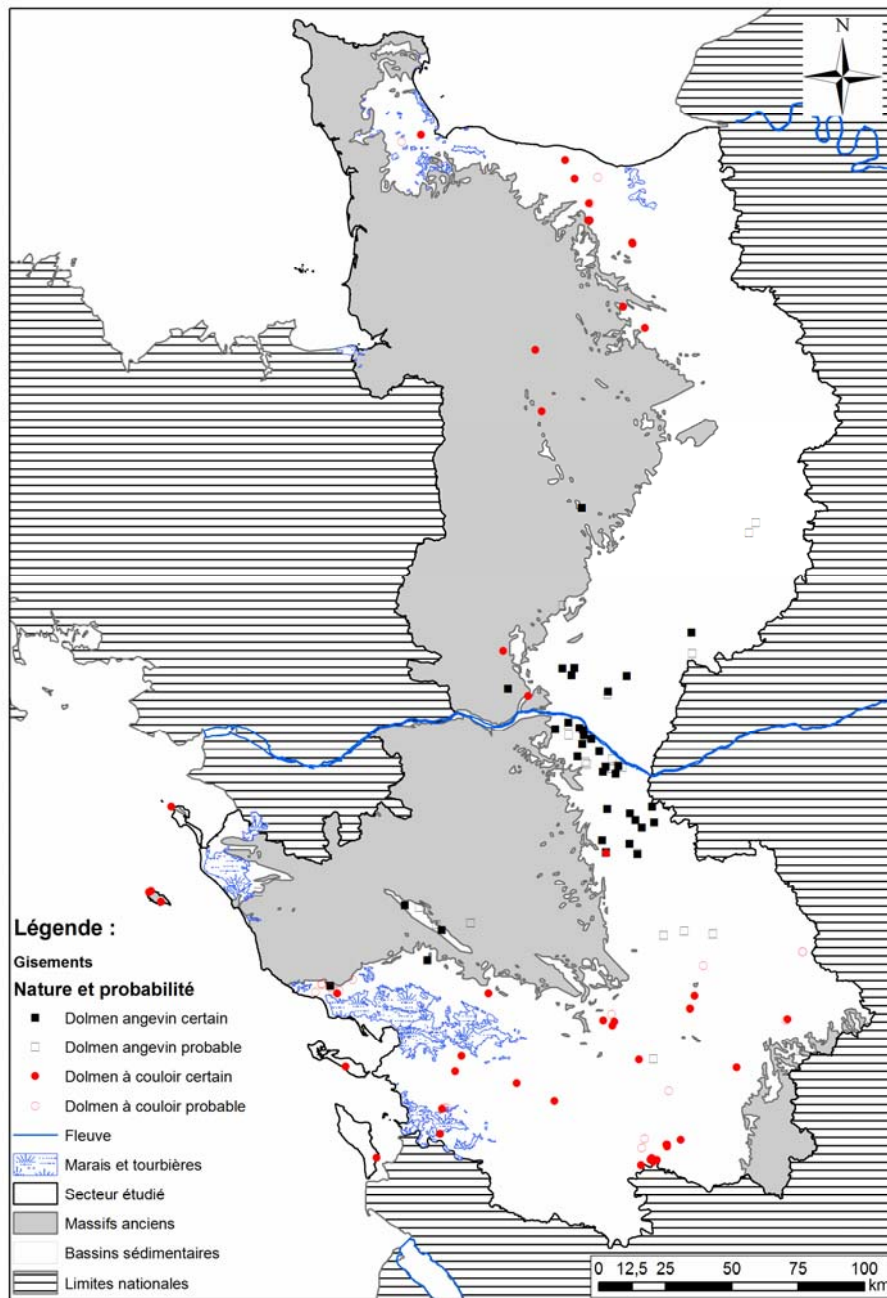 N
Légende :
Gisements
Nature et probabilité
Dolmen angevin certain
Dolmen angevin probable
Dolmen à couloir certain
Dolmen à couloir probable
Fleuve
Marais et tourbières
Secteur étudié
Massifs anciens
Bassins sédimentaires
Limites nationales
0 12,5 25 50 75 100
km